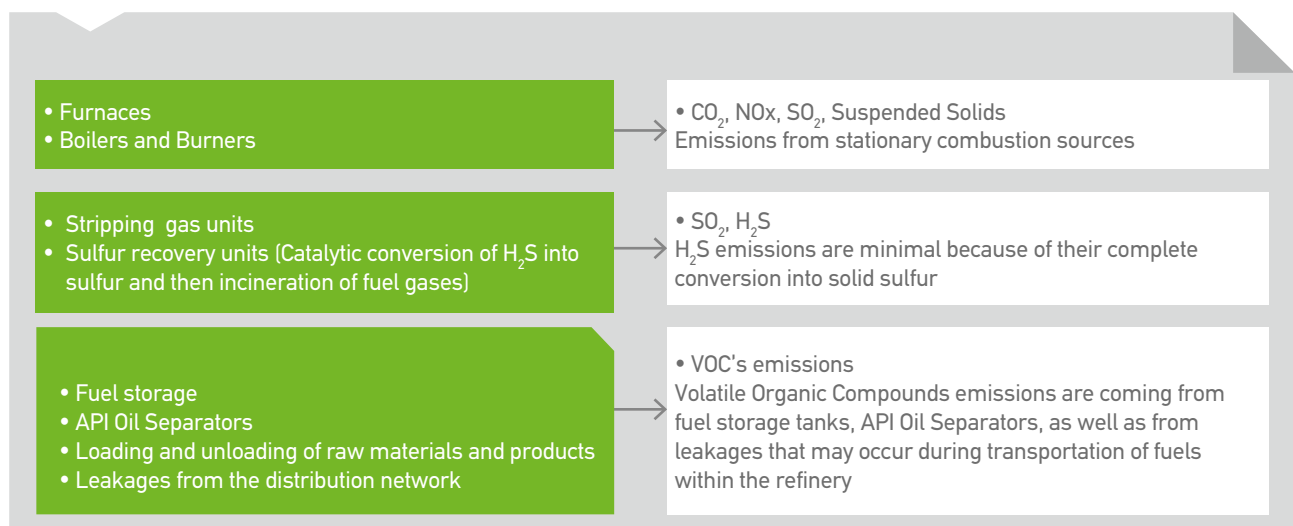 • Furnaces
• Boilers and Burners
• CO₂, NOx, SO₂, Suspended Solids
Emissions from stationary combustion sources
• Stripping gas units
• Sulfur recovery units (Catalytic conversion of H₂S into
sulfur and then incineration of fuel gases)
• SO₂, H₂S
H₂S emissions are minimal because of their complete
conversion into solid sulfur
• Fuel storage
• API Oil Separators
• Loading and unloading of raw materials and products
• Leakages from the distribution network
• VOC's emissions
Volatile Organic Compounds emissions are coming from
fuel storage tanks, API Oil Separators, as well as from
leakages that may occur during transportation of fuels
within the refinery